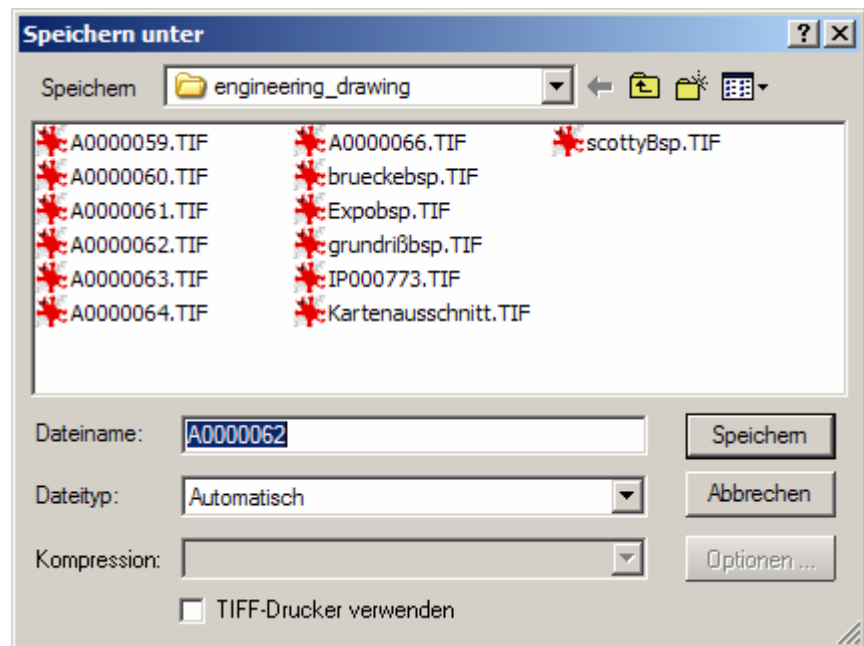 Speichern unter
Speichern engineering_drawing
A0000059.TIF A0000066.TIF scottyBsp.TIF
A0000060.TIF brueckebsp.TIF
A0000061.TIF Expobsp.TIF
A0000062.TIF grundrißbsp.TIF
A0000063.TIF IP000773.TIF
A0000064.TIF Kartenausschnitt.TIF
Dateiname: A0000062 Speichern
Dateityp: Automatisch Abbrechen
Kompression: Optionen ...
TIFF-Drucker verwenden